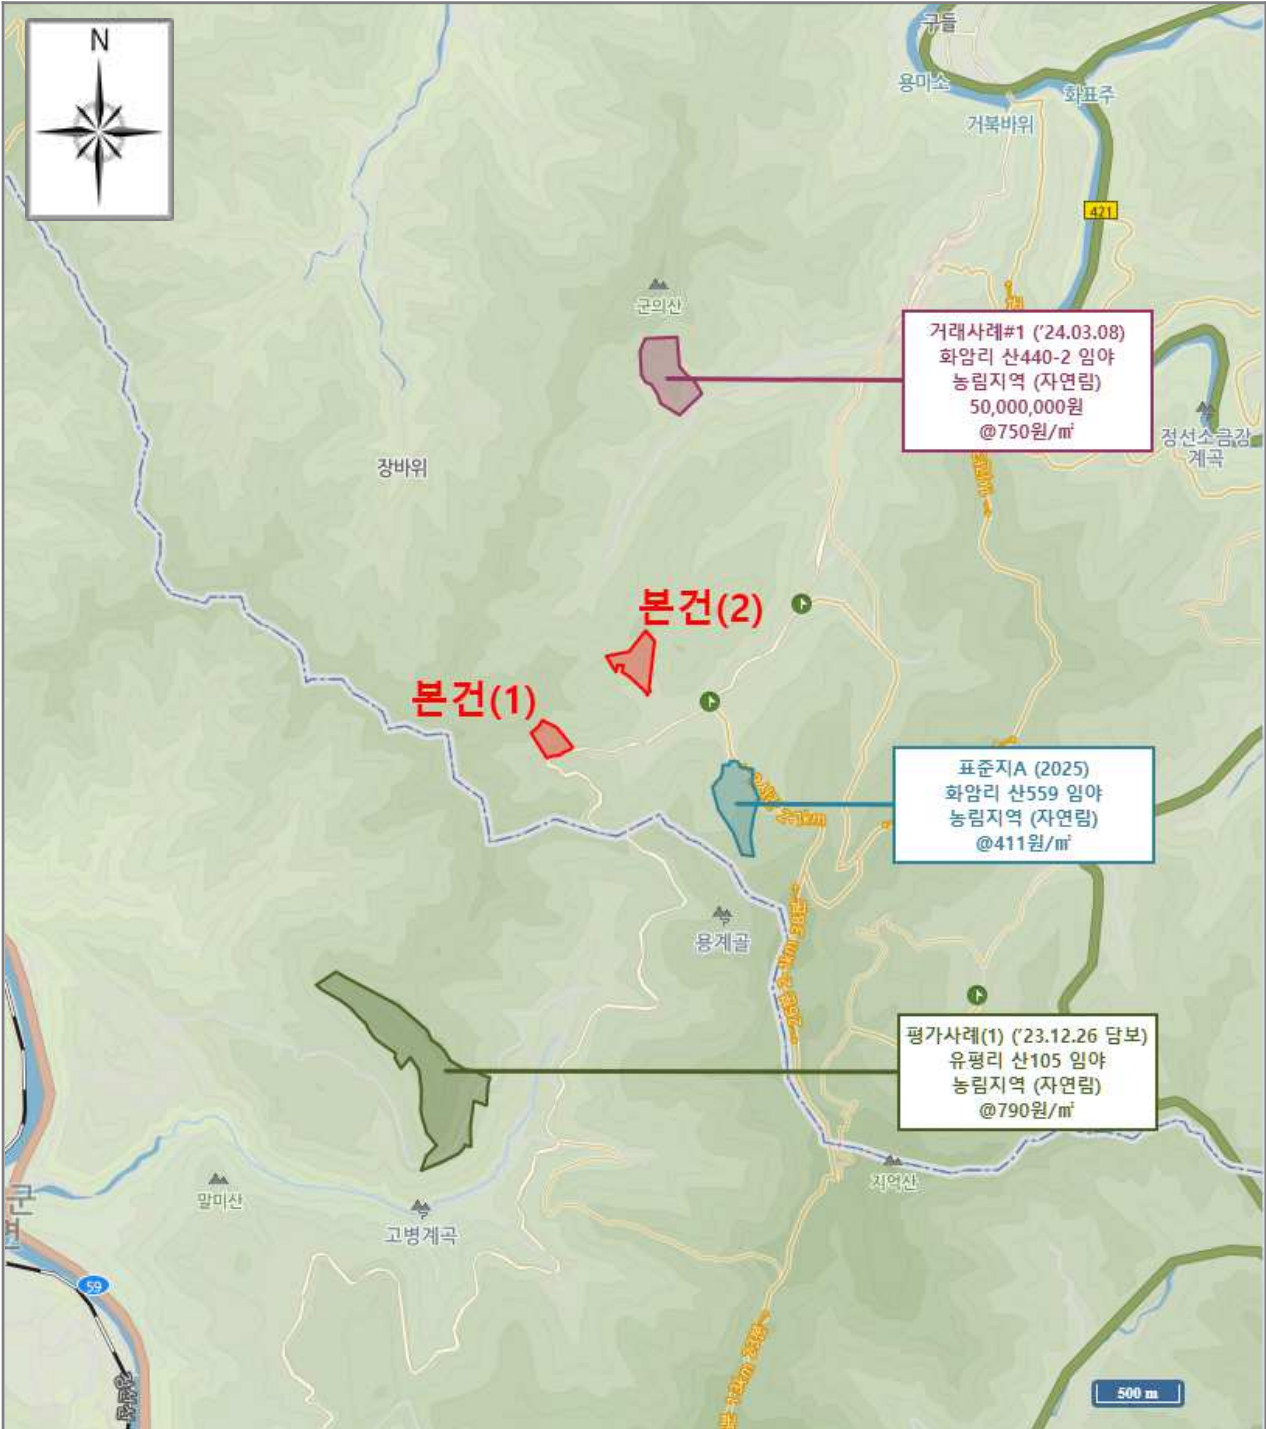 N
구들
용미소
화표주
거북바위
421
군의산
거래사례#1 ('24.03.08)
화암리 산440-2 임야
농림지역 (자연림)
50,000,000원
@750원/㎡
정선소금강
계곡
장바위
본건(2)
본건(1)
표준지A (2025)
화암리 산559 임야
농림지역 (자연림)
@411원/㎡
용계골
평가사례(1) ('23.12.26 담보)
유평리 산105 임야
농림지역 (자연림)
@790원/㎡
지억산
말미산
고병계곡
59
500 m